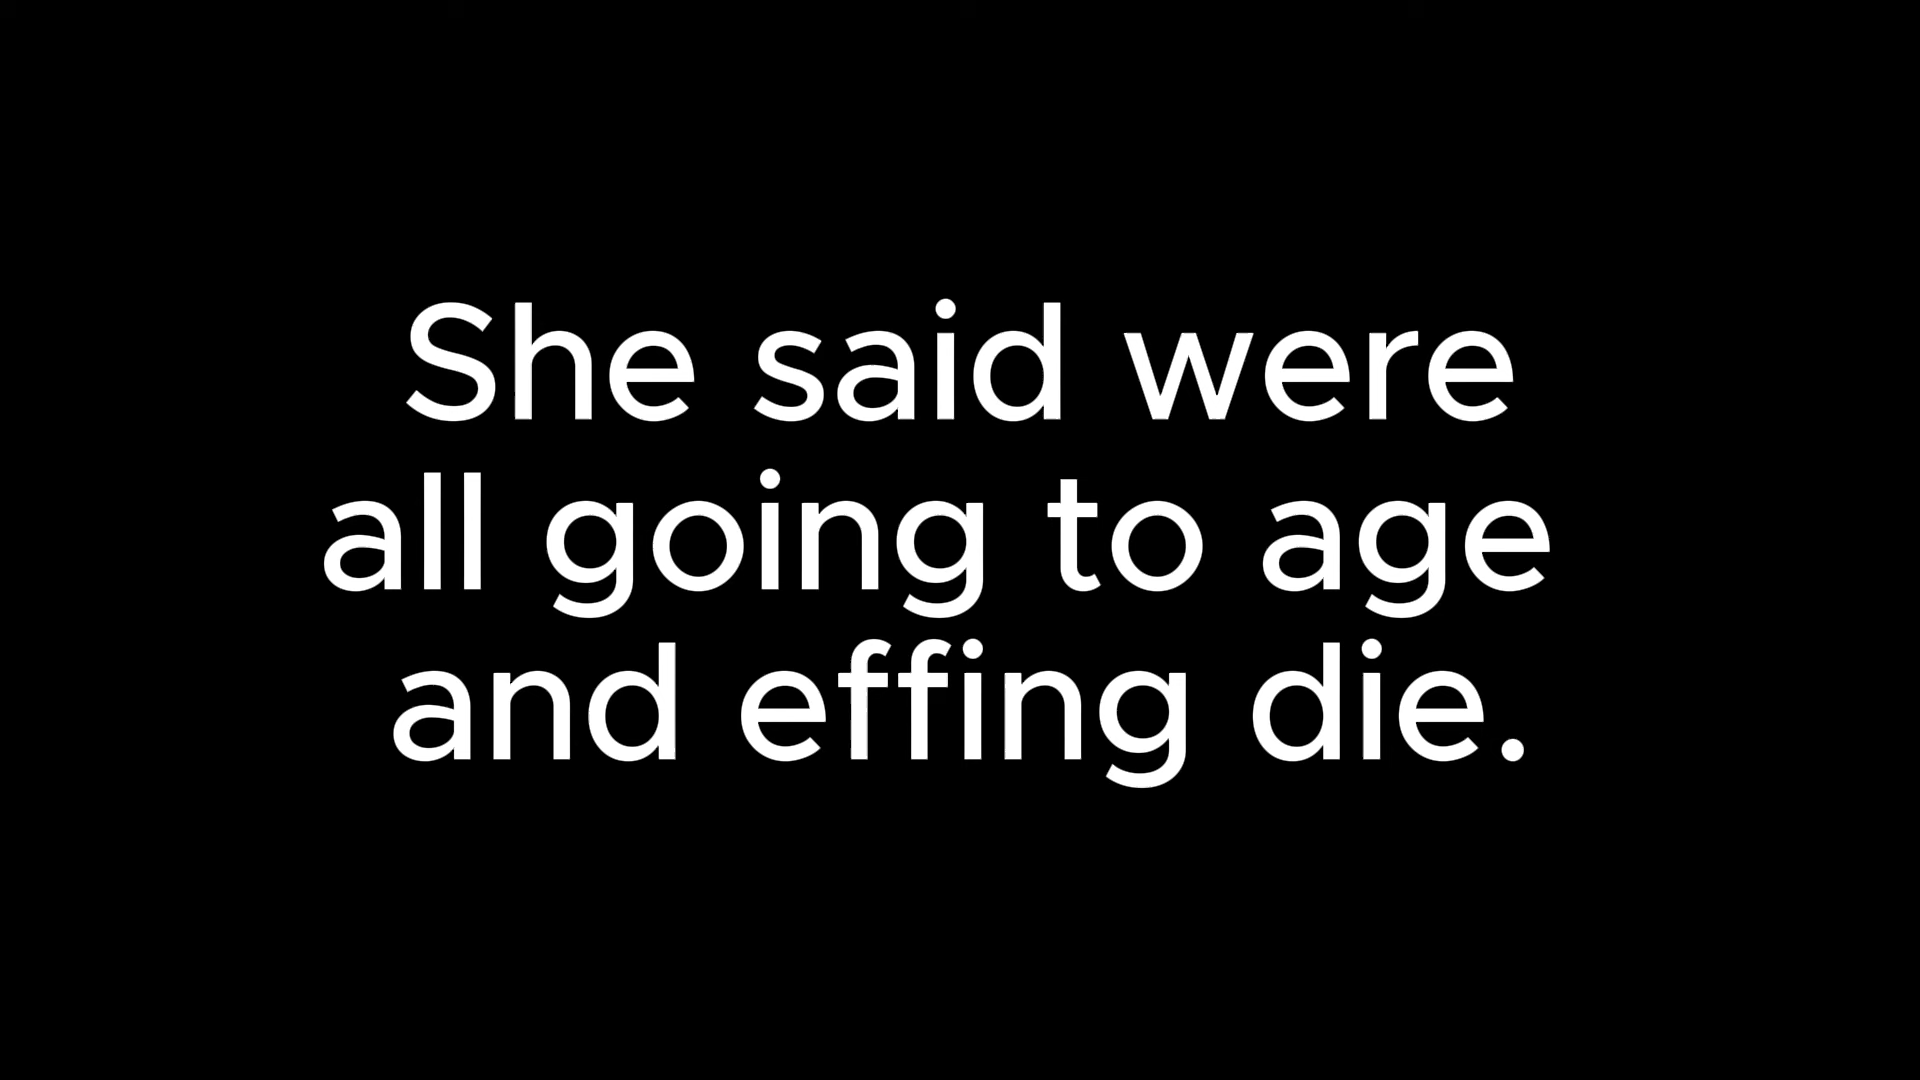 She said were
all going to age
and effing die.